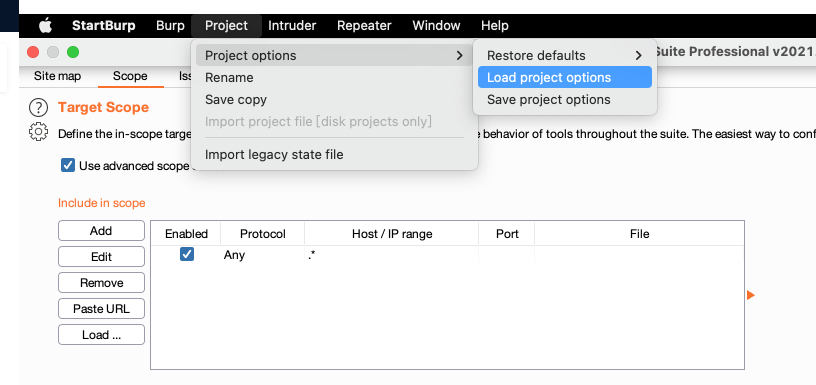 StartBurp Burp Project Intruder Repeater Window Help
Project options
Restore defaults
Suite Professional v2021.
Load project options
Save project options
Rename
Save copy
Import project file [disk projects only]
Import legacy state file
Site map Scope Iss
Target Scope
Define the in-scope targe
e behavior of tools throughout the suite. The easiest way to conf
Use advanced scope
Include in scope
Add
Edit
Remove
Paste URL
Load ...
Enabled Protocol Host / IP range Port File
Any .*